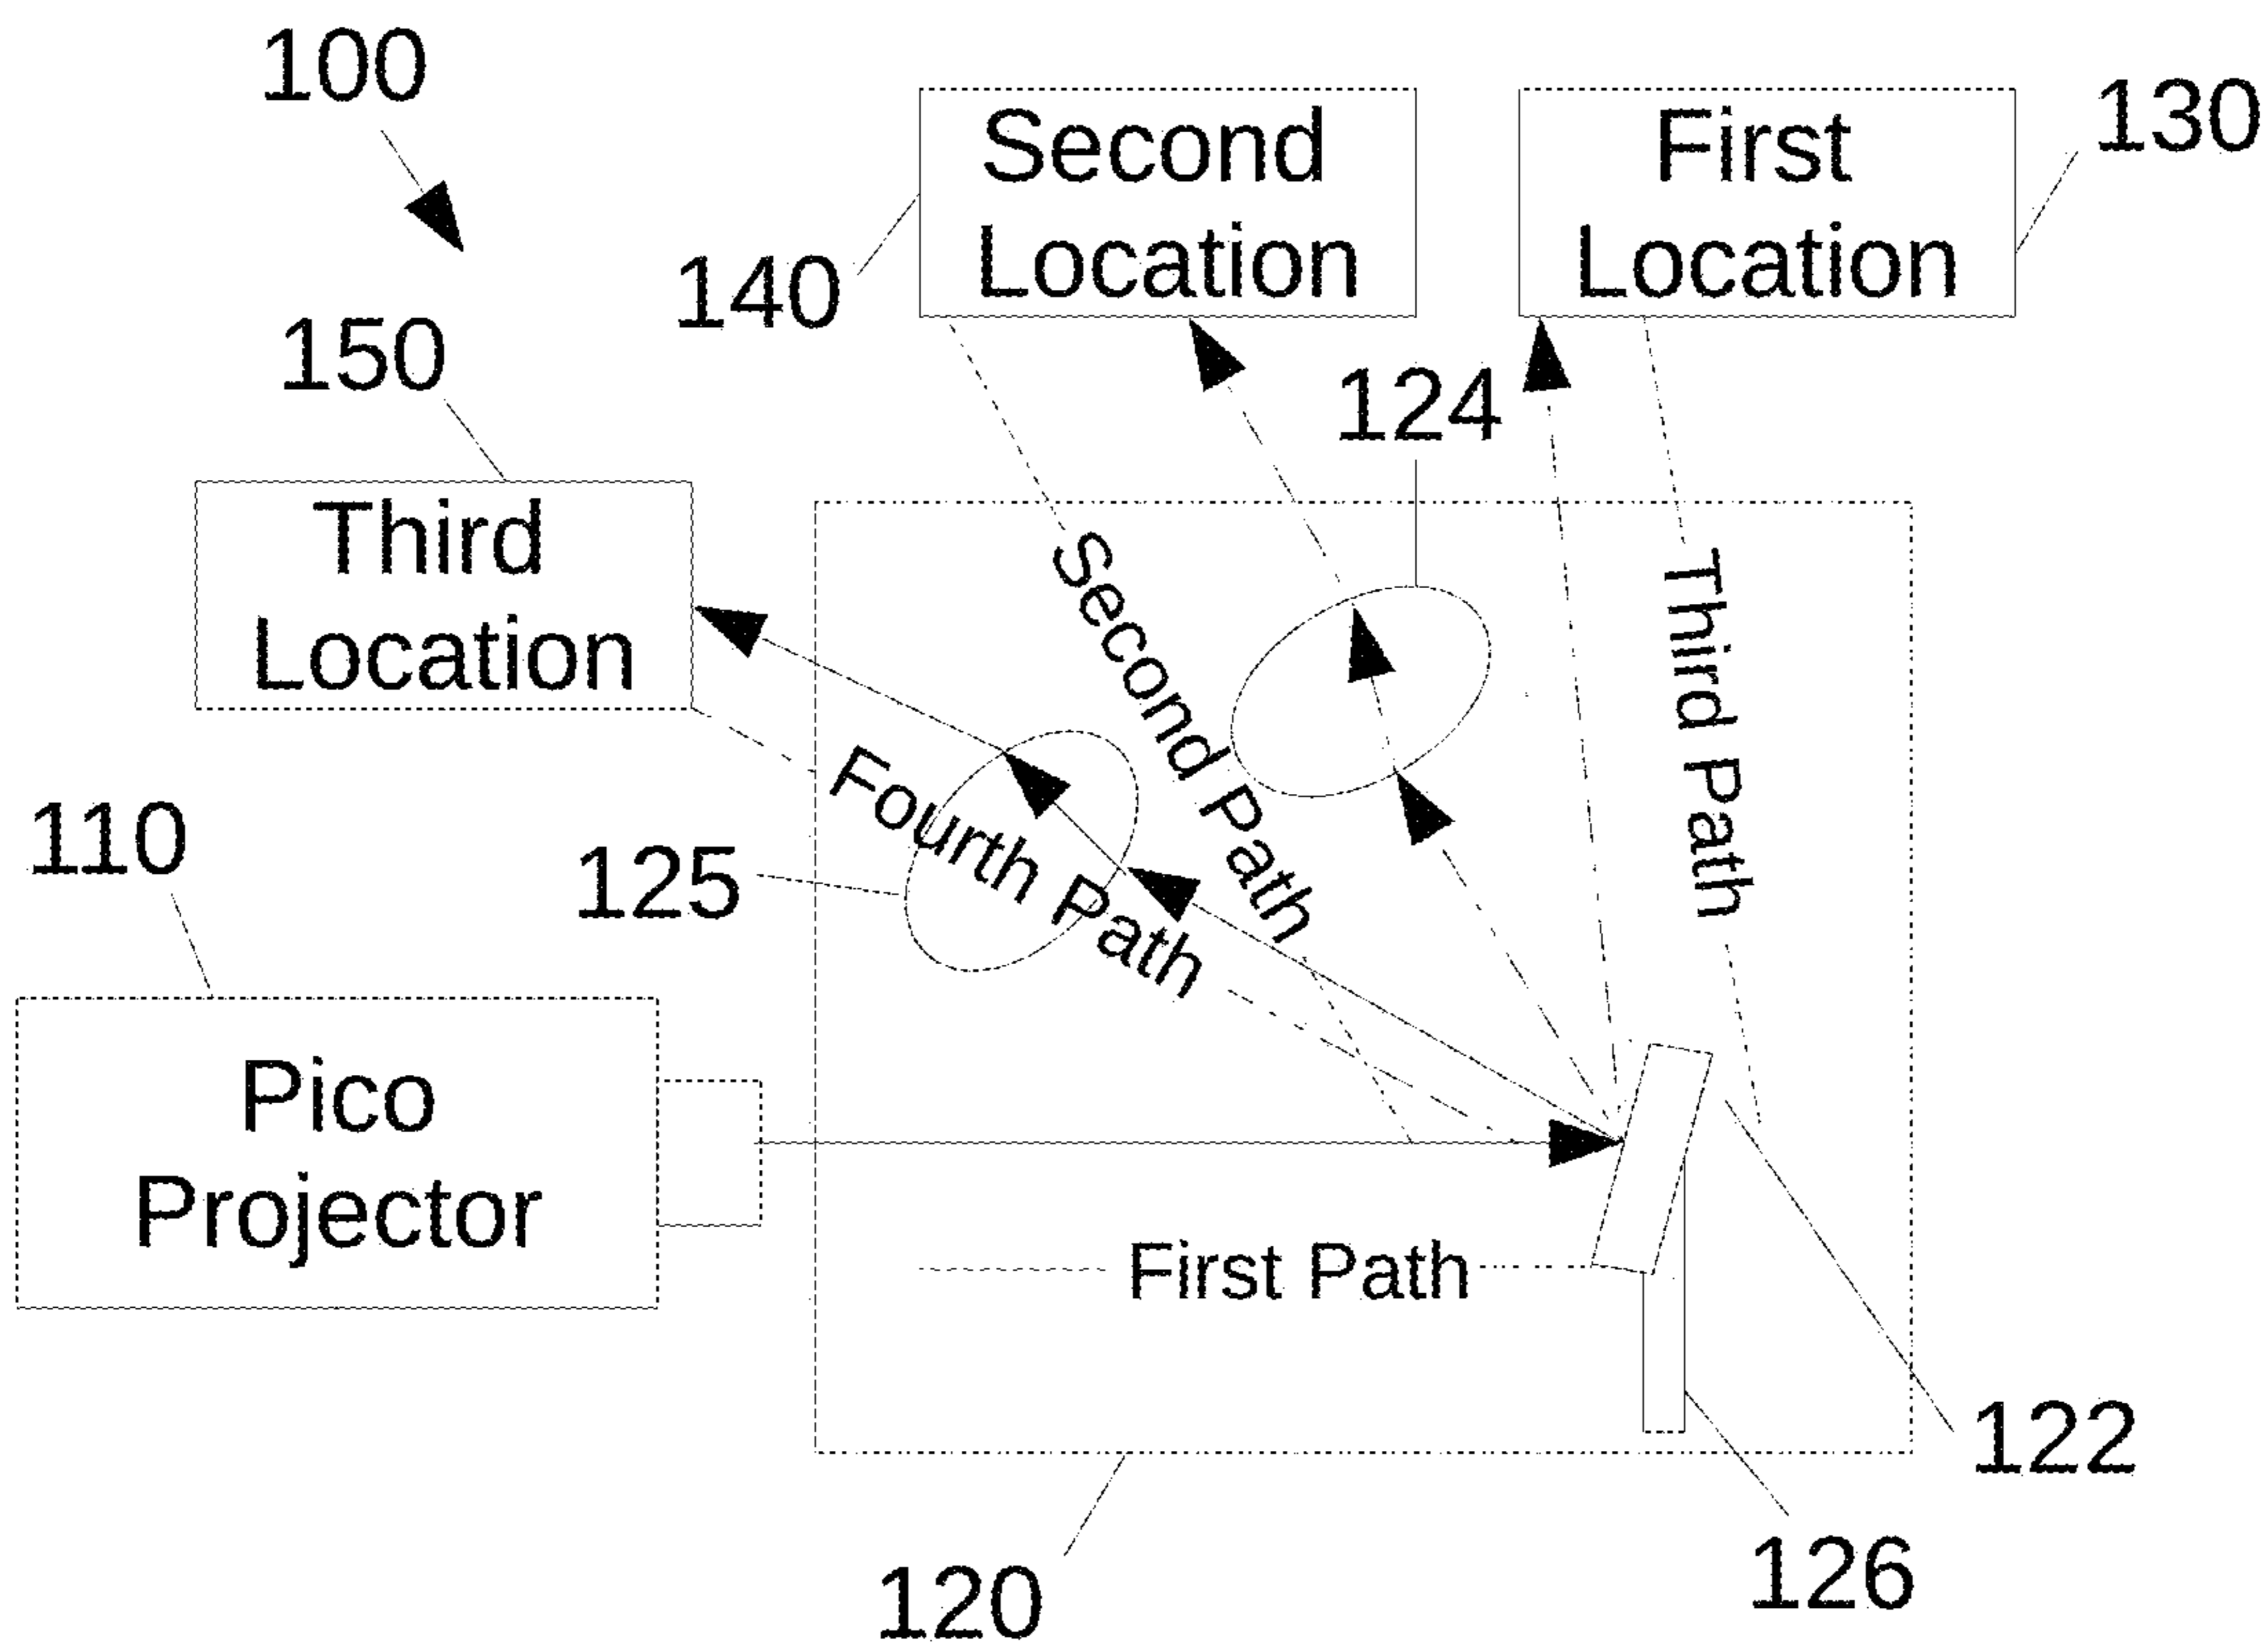 100
Second
Location
First
Location
130
140
150
124
Third
Location
Second Path
Third Path
Fourth Path
110
125
Pico
Projector
First Path
122
126
120